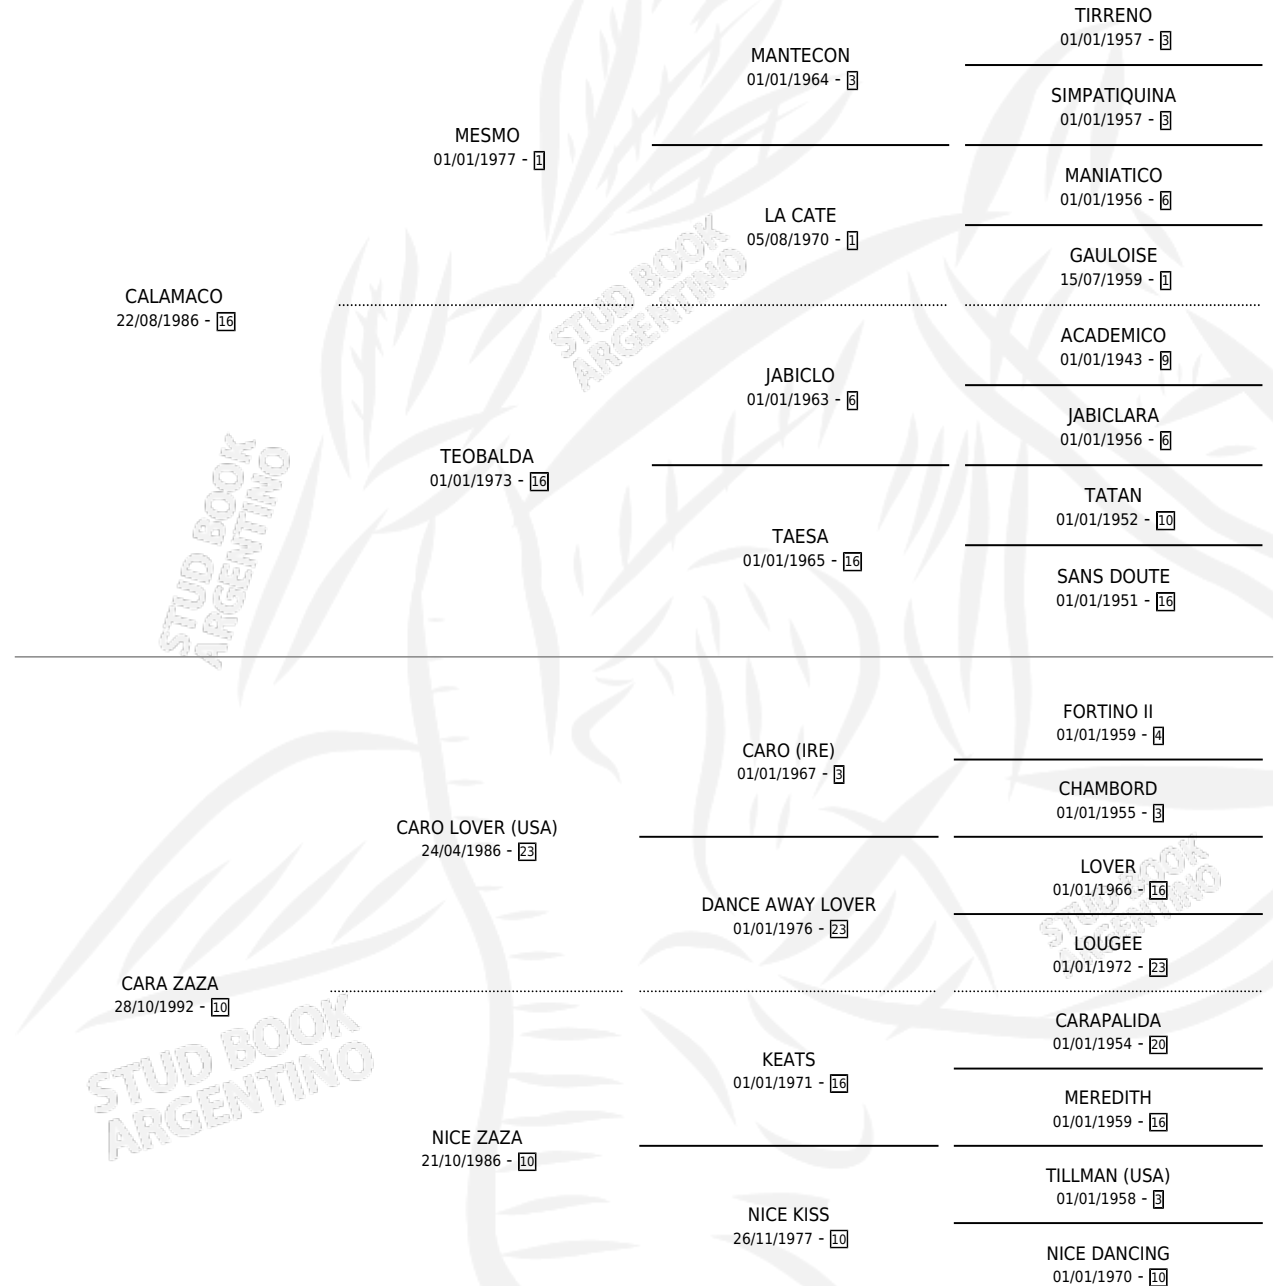 TIRRENO
01/01/1957 - 3
MANTECON
01/01/1964 - 3
SIMPATIQUINA
01/01/1957 - 3
MESMO
01/01/1977 - 1
MANIATICO
01/01/1956 - 6
LA CATE
05/08/1970 - 1
GAULOISE
15/07/1959 - 1
CALAMACO
22/08/1986 - 16
ACADEMICO
01/01/1943 - 9
JABICLO
01/01/1963 - 6
JABICLARA
01/01/1956 - 6
TEOBALDA
01/01/1973 - 16
TATAN
01/01/1952 - 10
TAESA
01/01/1965 - 16
SANS DOUTE
01/01/1951 - 16
STUD BOOK
ARGENTINO
STUD BOOK
ARGENTINO
FORTINO II
01/01/1959 - 4
CARO (IRE)
01/01/1967 - 3
CHAMBORD
01/01/1955 - 3
CARO LOVER (USA)
24/04/1986 - 23
LOVER
01/01/1966 - 16
DANCE AWAY LOVER
01/01/1976 - 23
LOUGEE
01/01/1972 - 23
CARA ZAZA
28/10/1992 - 10
CARAPALIDA
01/01/1954 - 20
KEATS
01/01/1971 - 16
MEREDITH
01/01/1959 - 16
NICE ZAZA
21/10/1986 - 10
TILLMAN (USA)
01/01/1958 - 3
NICE KISS
26/11/1977 - 10
NICE DANCING
01/01/1970 - 10
STUD BOOK
ARGENTINO
STUD BOOK
ARGENTINO